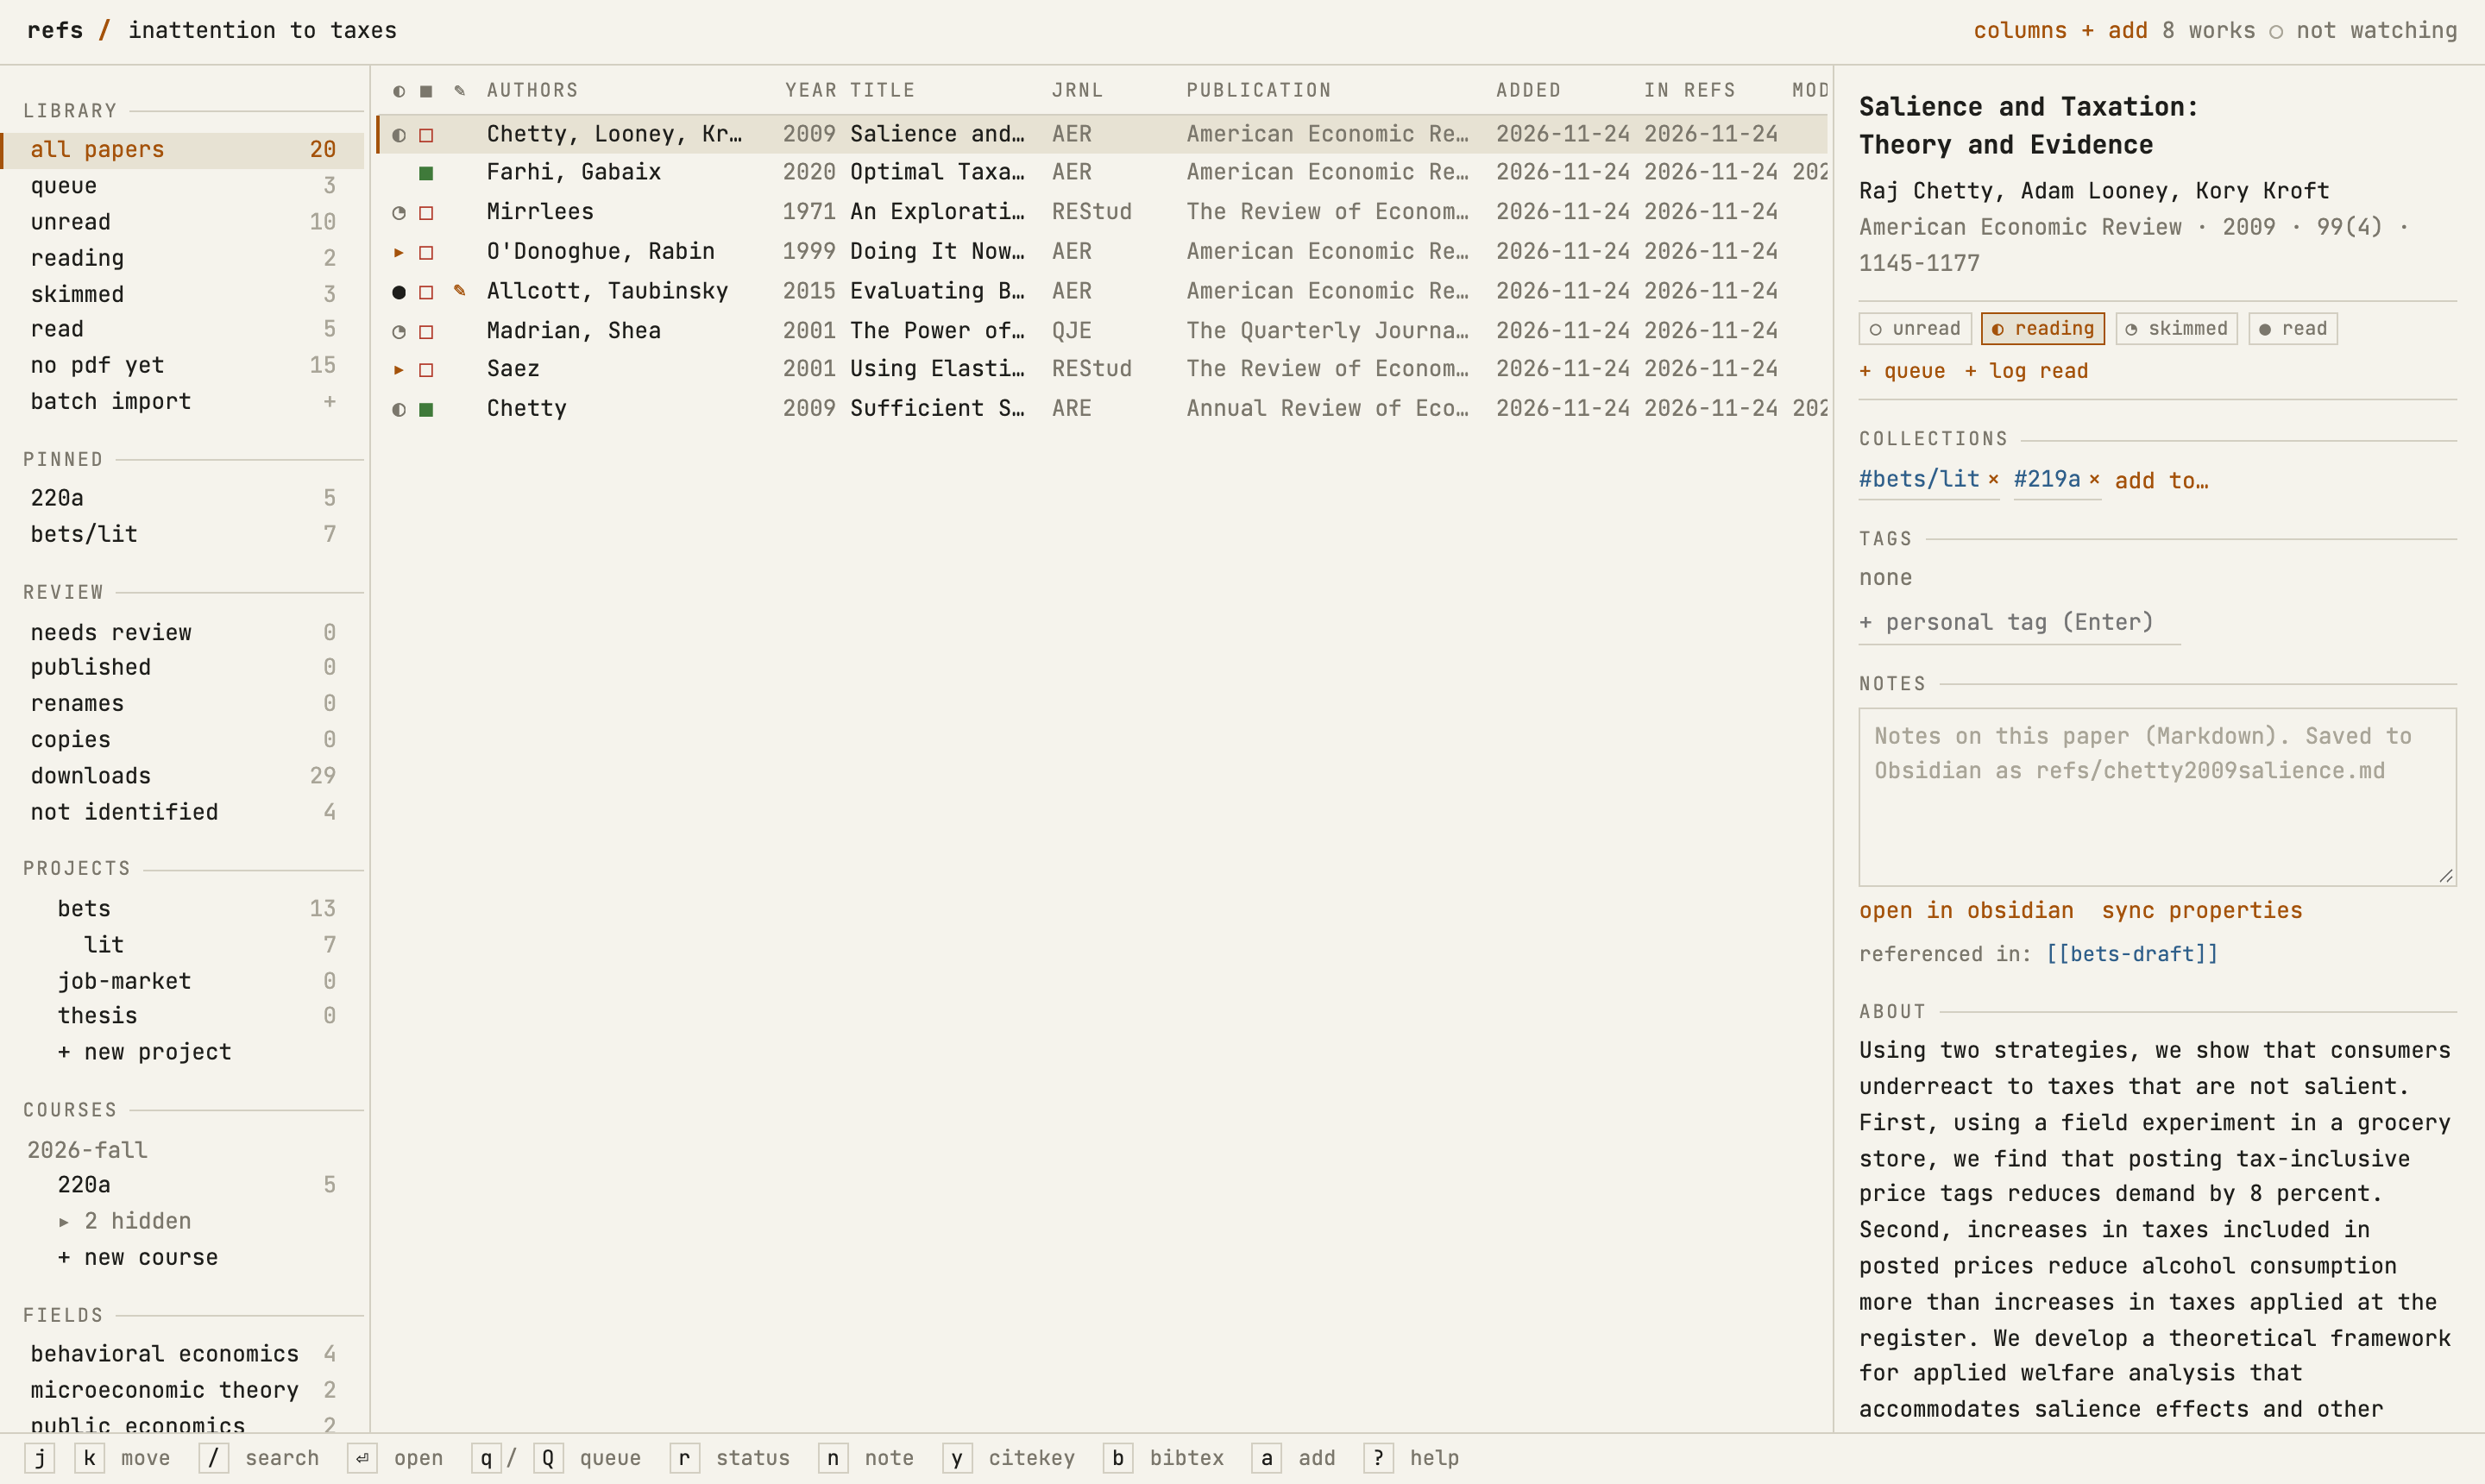 refs / inattention to taxes
columns + add 8 works ○ not watching
LIBRARY
all papers 20
queue 3
unread 10
reading 2
skimmed 3
read 5
no pdf yet 15
batch import +
PINNED
220a 5
bets/lit 7
REVIEW
needs review 0
published 0
renames 0
copies 0
downloads 29
not identified 4
PROJECTS
bets 13
lit 7
job-market 0
thesis 0
+ new project
COURSES
2026-fall
220a 5
▸ 2 hidden
+ new course
FIELDS
behavioral economics 4
microeconomic theory 2
public economics 2
◐ ■ ✎ AUTHORS YEAR TITLE JRNL PUBLICATION ADDED IN REFS MOD
◐ □ Chetty, Looney, Kr… 2009 Salience and… AER American Economic Re… 2026-11-24 2026-11-24
■ Farhi, Gabaix 2020 Optimal Taxa… AER American Economic Re… 2026-11-24 2026-11-24 202
◔ □ Mirrlees 1971 An Explorati… REStud The Review of Econom… 2026-11-24 2026-11-24
▸ □ O'Donoghue, Rabin 1999 Doing It Now… AER American Economic Re… 2026-11-24 2026-11-24
● □ ✎ Allcott, Taubinsky 2015 Evaluating B… AER American Economic Re… 2026-11-24 2026-11-24
◔ □ Madrian, Shea 2001 The Power of… QJE The Quarterly Journa… 2026-11-24 2026-11-24
▸ □ Saez 2001 Using Elasti… REStud The Review of Econom… 2026-11-24 2026-11-24
◐ ■ Chetty 2009 Sufficient S… ARE Annual Review of Eco… 2026-11-24 2026-11-24 202
Salience and Taxation:
Theory and Evidence
Raj Chetty, Adam Looney, Kory Kroft
American Economic Review · 2009 · 99(4) ·
1145-1177
○ unread ◐ reading ◔ skimmed ● read
+ queue + log read
COLLECTIONS
#bets/lit × #219a × add to…
TAGS
none
+ personal tag (Enter)
NOTES
Notes on this paper (Markdown). Saved to
Obsidian as refs/chetty2009salience.md
open in obsidian sync properties
referenced in: [[bets-draft]]
ABOUT
Using two strategies, we show that consumers
underreact to taxes that are not salient.
First, using a field experiment in a grocery
store, we find that posting tax-inclusive
price tags reduces demand by 8 percent.
Second, increases in taxes included in
posted prices reduce alcohol consumption
more than increases in taxes applied at the
register. We develop a theoretical framework
for applied welfare analysis that
accommodates salience effects and other
j k move / search ⏎ open q/ Q queue r status n note y citekey b bibtex a add ? help